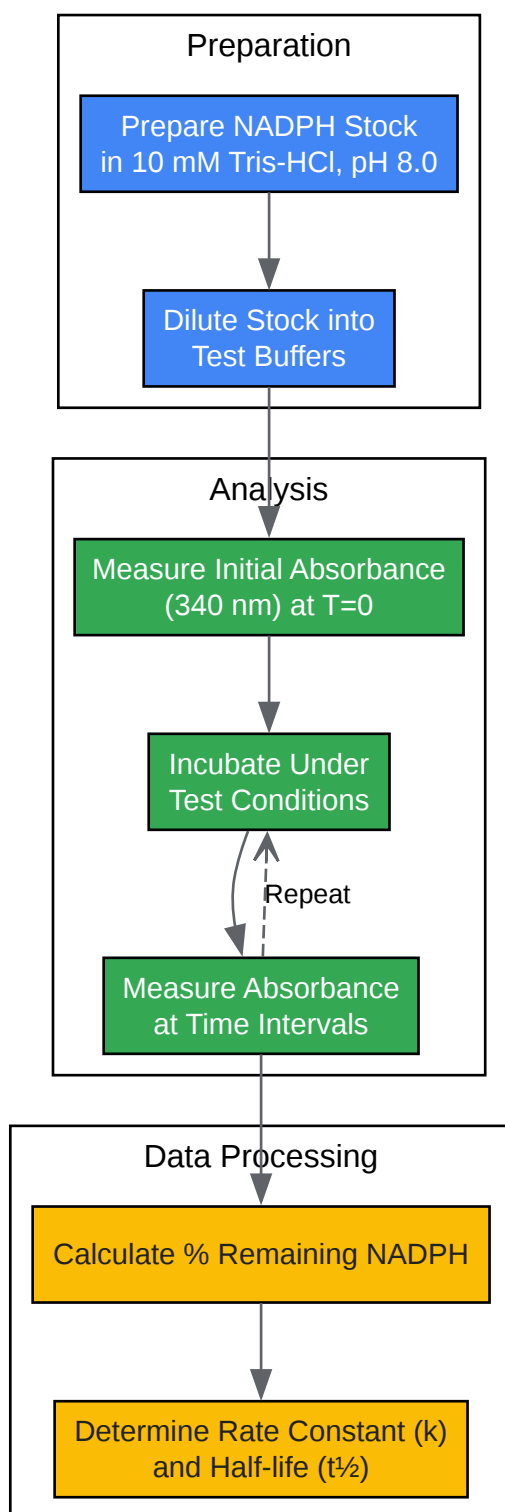 Preparation
Prepare NADPH Stock
in 10 mM Tris-HCl, pH 8.0
Dilute Stock into
Test Buffers
Analysis
Measure Initial Absorbance
(340 nm) at T=0
Incubate Under
Test Conditions
Repeat
Measure Absorbance
at Time Intervals
Data Processing
Calculate % Remaining NADPH
Determine Rate Constant (k)
and Half-life (t½)